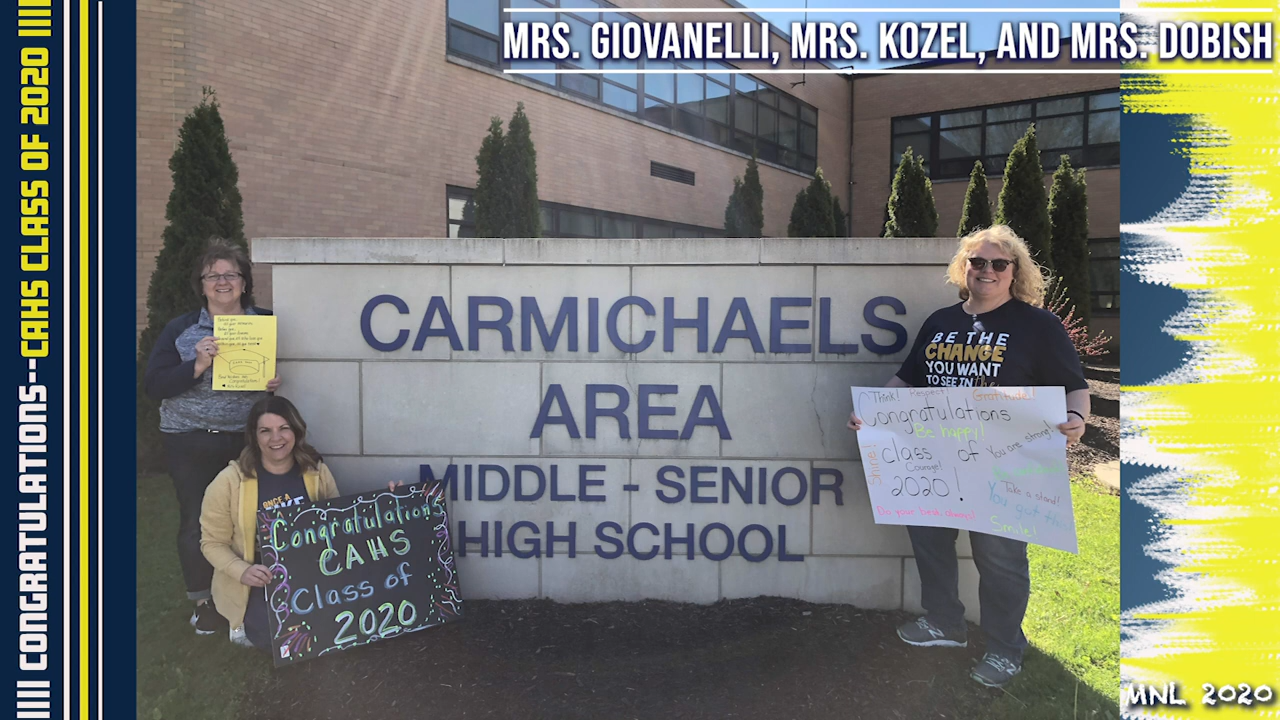 MRS. GIOVANELLI, MRS. KOZEL, AND MRS. DOBISH
CONGRATULATIONS--CAHS CLASS OF 2020
CARMICHAELS
AREA
MIDDLE - SENIOR
HIGH SCHOOL
Congratulations
CAHS
Class of
2020
ONCE A
BE THE
CHANGE
YOU WANT
TO SEE IN the
Think! Respect! Gratitude!
Congratulations
Be happy!
Shine!
class of
You are strong!
Courage!
2020!
Take a stand!
You got this
Do your best always!
Smile!
MNL 2020